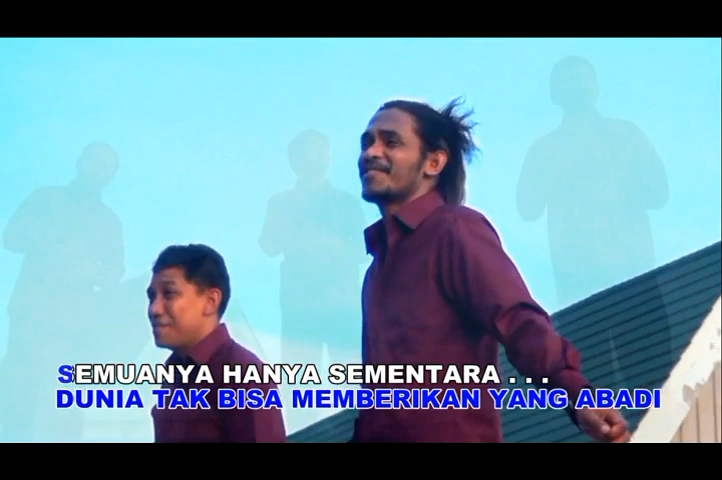 SEMUANYA HANYA SEMENTARA . . .
DUNIA TAK BISA MEMBERIKAN YANG ABADI